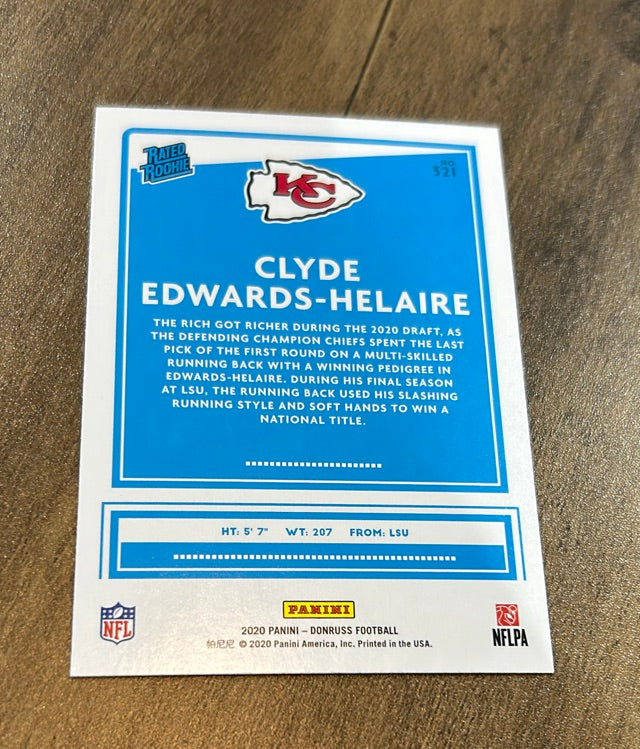 RATED
ROOKIE
NO.
321
KC
CLYDE
EDWARDS-HELAIRE
THE RICH GOT RICHER DURING THE 2020 DRAFT, AS
THE DEFENDING CHAMPION CHIEFS SPENT THE LAST
PICK OF THE FIRST ROUND ON A MULTI-SKILLED
RUNNING BACK WITH A WINNING PEDIGREE IN
EDWARDS-HELAIRE. DURING HIS FINAL SEASON
AT LSU, THE RUNNING BACK USED HIS SLASHING
RUNNING STYLE AND SOFT HANDS TO WIN A
NATIONAL TITLE.
HT: 5' 7" WT: 207 FROM: LSU
NFL
PANINI
2020 PANINI – DONRUSS FOOTBALL
帕尼尼 © 2020 Panini America, Inc. Printed in the USA.
NFLPA